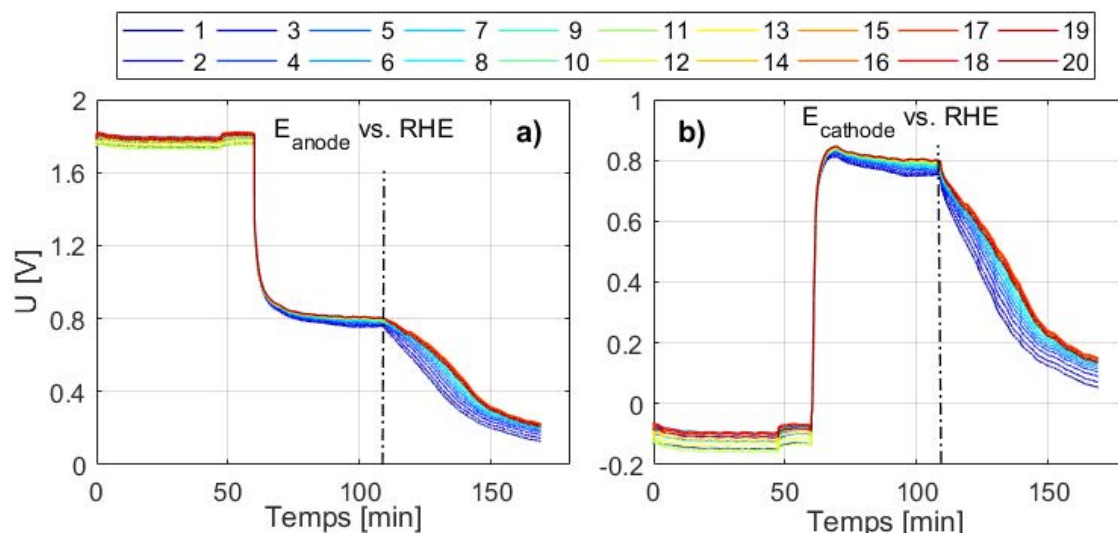 1 3 5 7 9 11 13 15 17 19
2 4 6 8 10 12 14 16 18 20
E_anode vs. RHE a)
U [V]
2
1.6
1.2
0.8
0.4
0
0 50 100 150
Temps [min]
E_cathode vs. RHE
b)
1
0.8
0.6
0.4
0.2
0
-0.2
0 50 100 150
Temps [min]